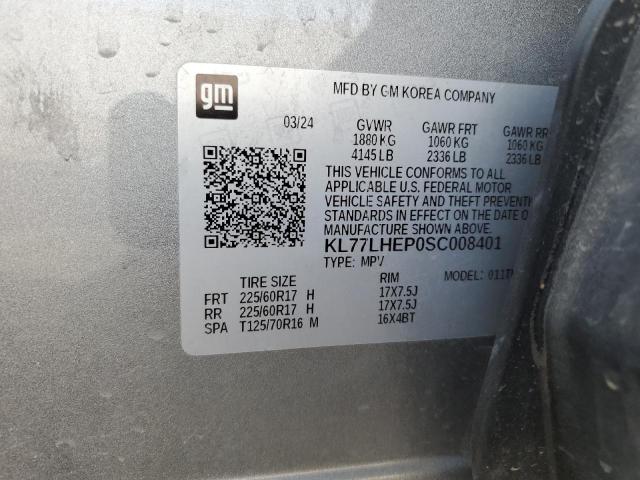 gm
MFD BY GM KOREA COMPANY
03/24 GVWR GAWR FRT GAWR RR
1880 KG 1060 KG 1060 KG
4145 LB 2336 LB 2336 LB
THIS VEHICLE CONFORMS TO ALL
APPLICABLE U.S. FEDERAL MOTOR
VEHICLE SAFETY AND THEFT
STANDARDS IN EFFECT ON THE DATE O
MANUFACTURE SHOWN ABOVE.
KL77LHEP0SC008401
TYPE: MPV MODEL:
TIRE SIZE RIM
FRT 225/60R17 H 17X7.5J
RR 225/60R17 H 17X7.5J
SPA T125/70R16 M 16X4BT